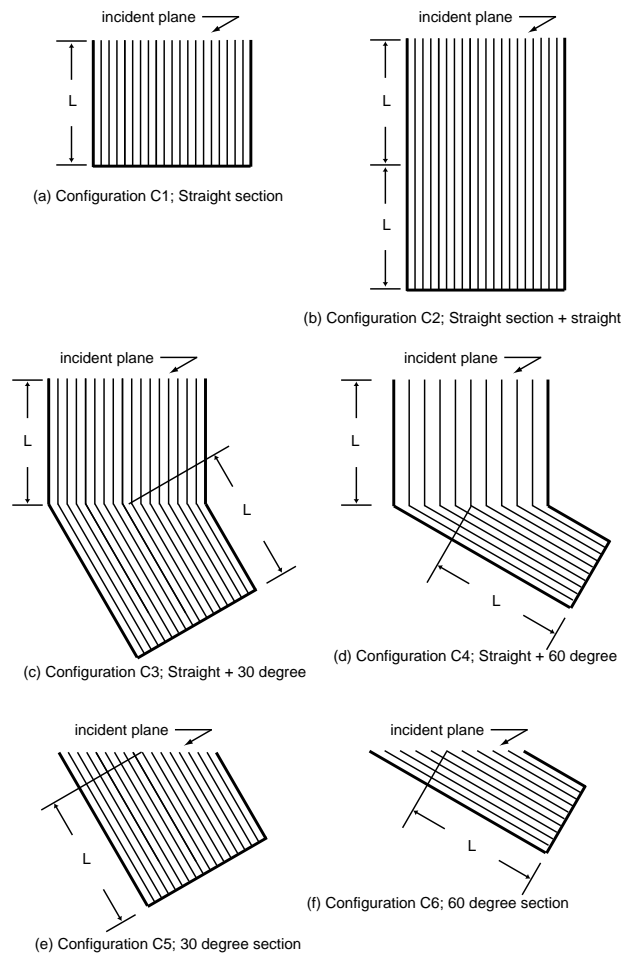 incident plane
L
(a) Configuration C1; Straight section
incident plane
L
L
(b) Configuration C2; Straight section + straight
incident plane
L
L
(c) Configuration C3; Straight + 30 degree
incident plane
L
L
(d) Configuration C4; Straight + 60 degree
incident plane
L
(e) Configuration C5; 30 degree section
incident plane
L
(f) Configuration C6; 60 degree section